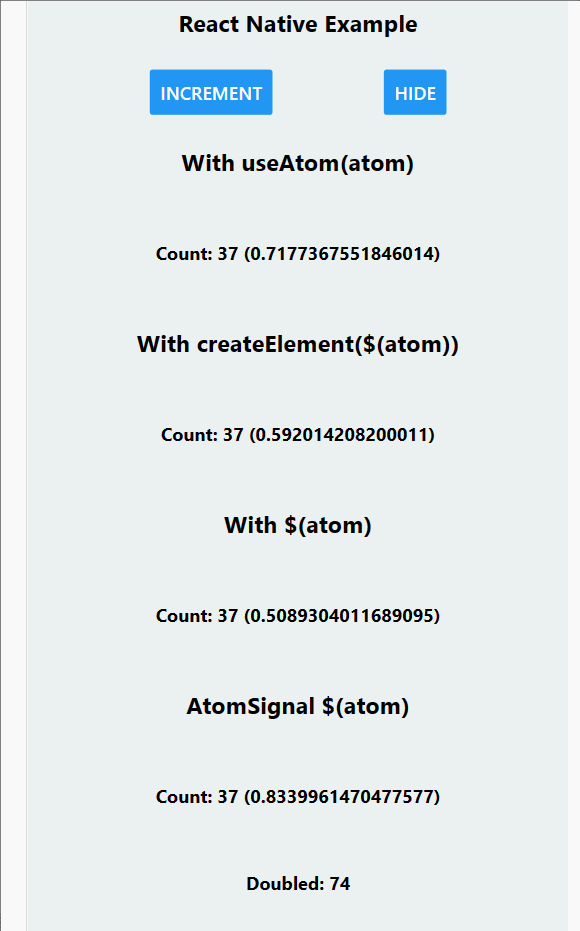 React Native Example
INCREMENT HIDE
With useAtom(atom)
Count: 37 (0.7177367551846014)
With createElement($(atom))
Count: 37 (0.592014208200011)
With $(atom)
Count: 37 (0.5089304011689095)
AtomSignal $(atom)
Count: 37 (0.8339961470477577)
Doubled: 74